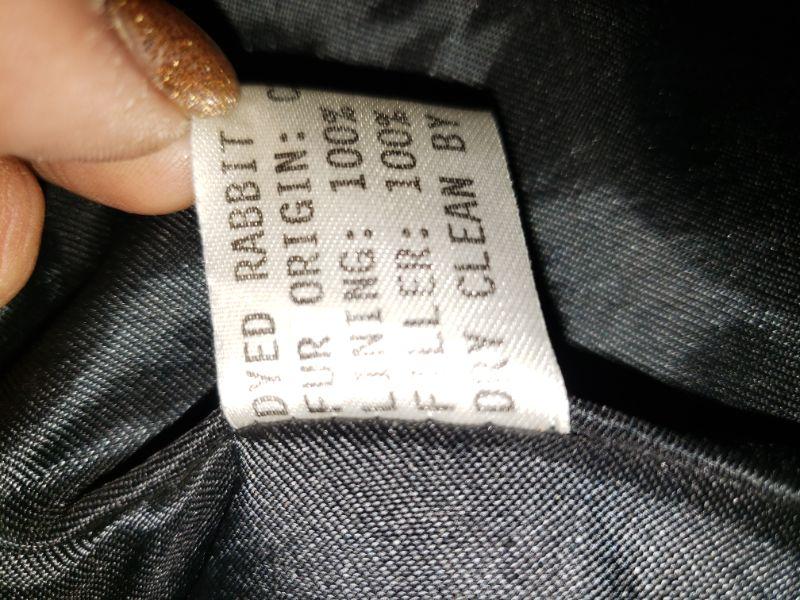 DYED RABBIT
FUR ORIGIN: C
LINING: 100%
FILLER: 100%
DRY CLEAN BY